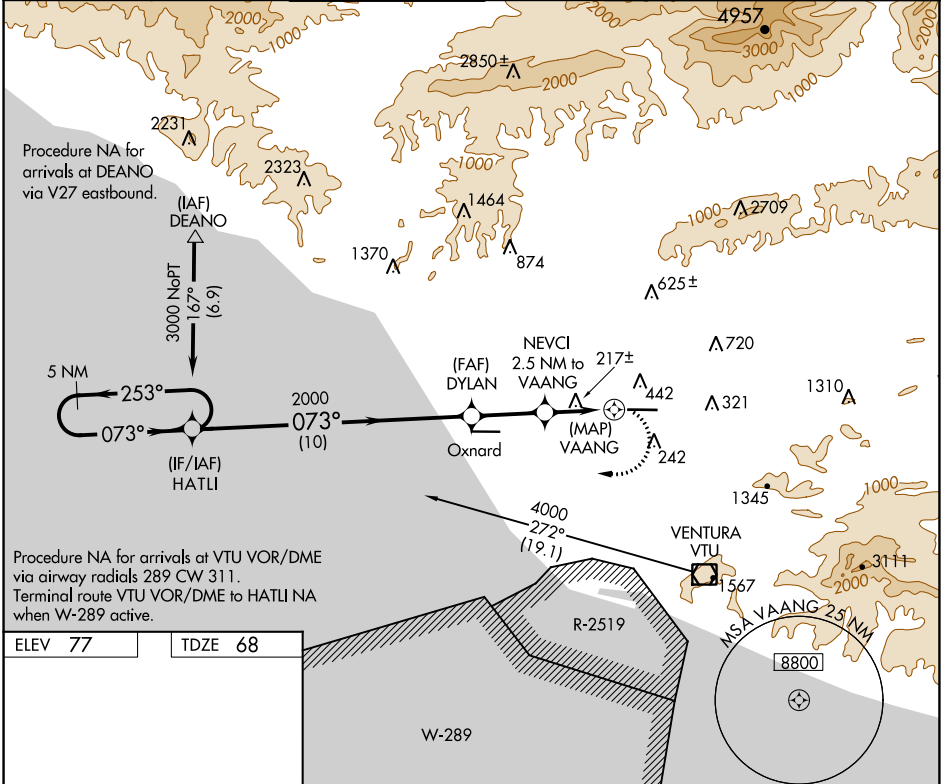 2000
1000
4957
3000
1000
2850±
2000
1000
2231
Procedure NA for
arrivals at DEANO
via V27 eastbound.
2323
1000
1464
1000
2709
(IAF)
DEANO
1370
874
625±
3000 NoPT
167°
(6.9)
720
5 NM
253°
073°
2000
073°
(10)
(FAF)
DYLAN
NEVCI
2.5 NM to
VAANG
217±
442
321
1310
Oxnard
(MAP)
VAANG
242
(IF/IAF)
HATLI
1345
1000
4000
272°
(19.1)
VENTURA
VTU
1567
3111
2000
Procedure NA for arrivals at VTU VOR/DME
via airway radials 289 CW 311.
Terminal route VTU VOR/DME to HATLI NA
when W-289 active.
R-2519
MSA VAANG 25 NM
8800
ELEV 77
TDZE 68
W-289